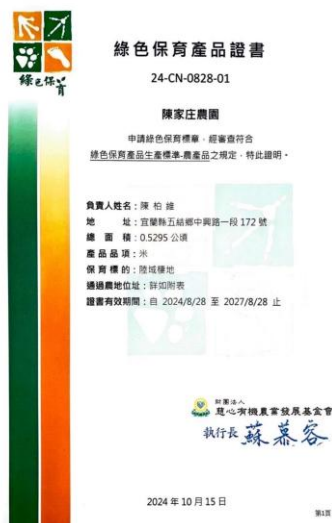 綠色保育
綠色保育產品證書
24-CN-0828-01
陳家庄農園
申請綠色保育標章，經審查符合
綠色保育產品生產標準-農產品之規定，特此證明。
負責人姓名：陳柏維
地 址：宜蘭縣五結鄉中興路一段 172 號
總 面 積：0.5295 公頃
產品品項：米
保育標的：陸域棲地
通過農地位址：詳如附表
證書有效期間：自 2024/8/28 至 2027/8/28 止
財團法人
慈心有機農業發展基金會
執行長 蘇慕容
2024 年 10 月 15 日
第1頁